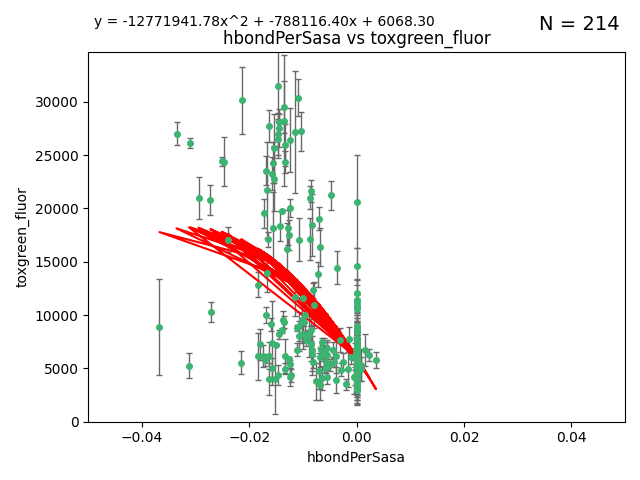 y = -12771941.78x^2 + -788116.40x + 6068.30
N = 214
hbondPerSasa vs toxgreen_fluor
toxgreen_fluor
30000
25000
20000
15000
10000
5000
0
−0.04
−0.02
0.00
0.02
0.04
hbondPerSasa